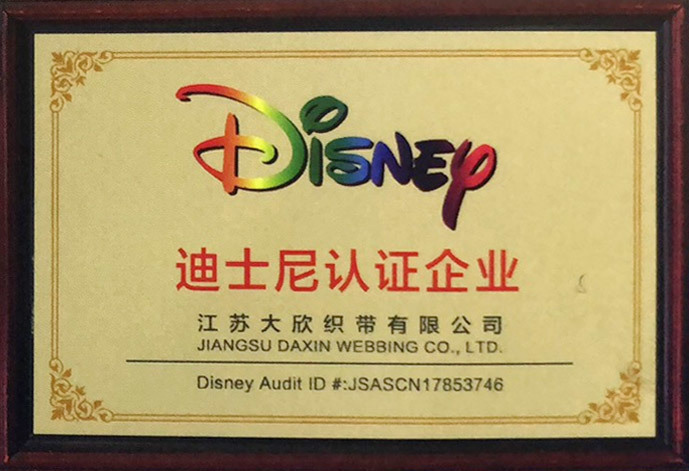 Disney
迪士尼认证企业
江苏大欣织带有限公司
JIANGSU DAXIN WEBBING CO., LTD.
Disney Audit ID #:JSASCN17853746